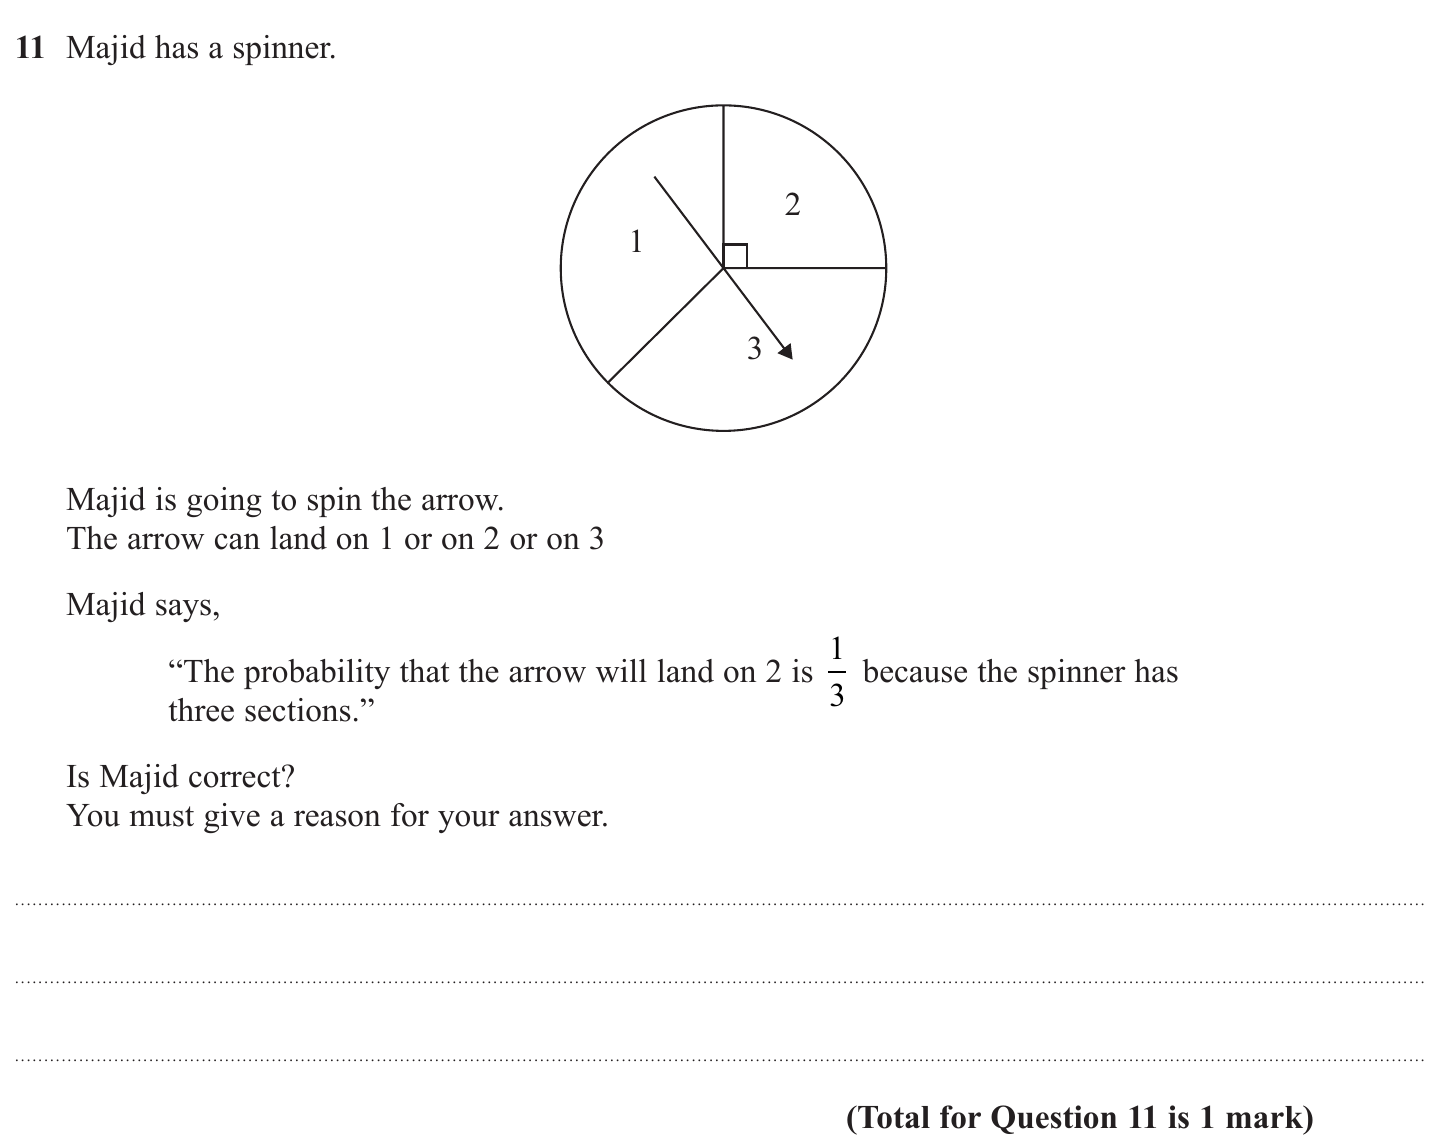 11 Majid has a spinner.
2
1
3
Majid is going to spin the arrow.
The arrow can land on 1 or on 2 or on 3
Majid says,
“The probability that the arrow will land on 2 is 1/3 because the spinner has
three sections.”
Is Majid correct?
You must give a reason for your answer.
(Total for Question 11 is 1 mark)